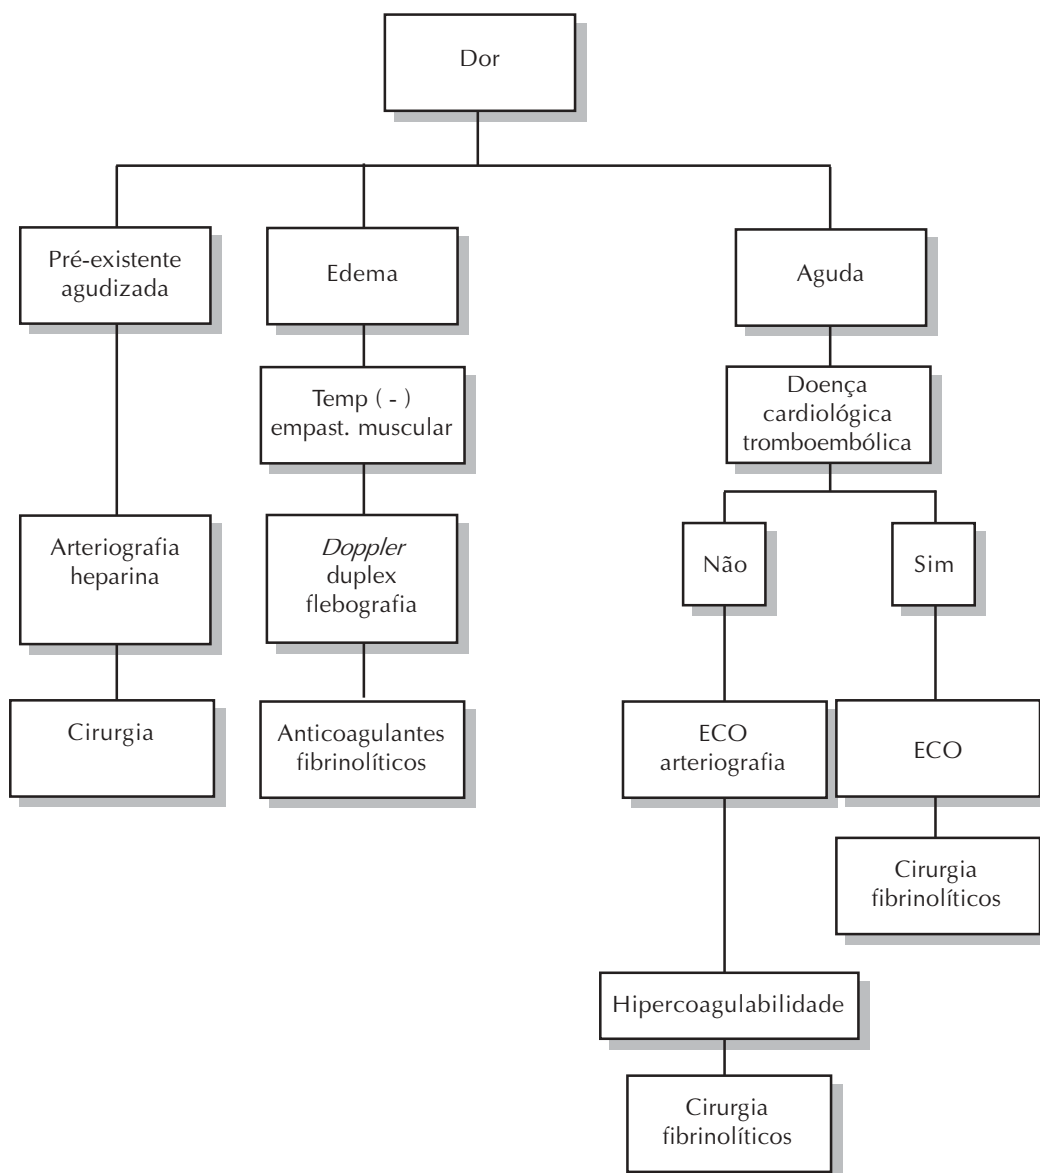 Dor
Pré-existente
agudizada
Edema
Aguda
Temp ( - )
empast. muscular
Doença
cardiológica
tromboembólica
Arteriografia
heparina
Doppler
duplex
flebografia
Não
Sim
Cirurgia
Anticoagulantes
fibrinolíticos
ECO
arteriografia
ECO
Cirurgia
fibrinolíticos
Hipercoagulabilidade
Cirurgia
fibrinolíticos